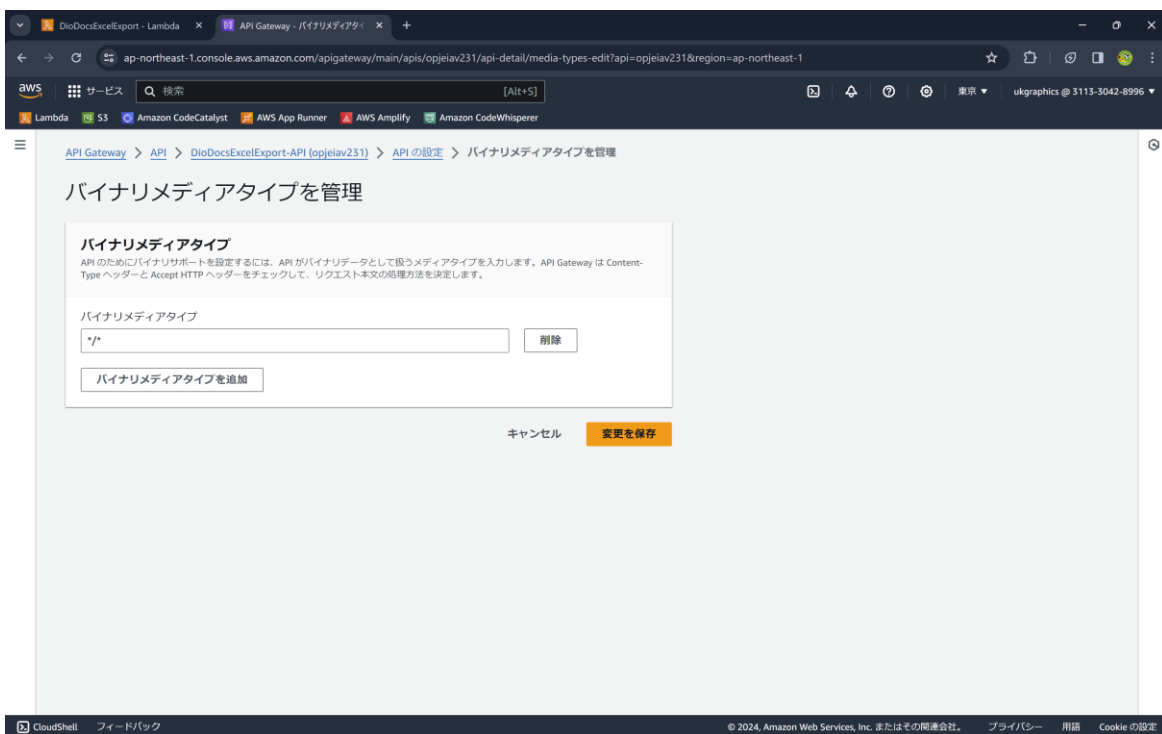 DioDocsExcelExport - Lambda
API Gateway - バイナリメディアタイ
ap-northeast-1.console.aws.amazon.com/apigateway/main/apis/opjeiav231/api-detail/media-types-edit?api=opjeiav231&region=ap-northeast-1
aws サービス 検索 [Alt+S] 東京 ▼ ukgraphics @ 3113-3042-8996 ▼
Lambda S3 Amazon CodeCatalyst AWS App Runner AWS Amplify Amazon CodeWhisperer
API Gateway > API > DioDocsExcelExport-API (opjeiav231) > API の設定 > バイナリメディアタイプを管理
バイナリメディアタイプを管理
バイナリメディアタイプ
API のためにバイナリサポートを設定するには、API がバイナリデータとして扱うメディアタイプを入力します。API Gateway は Content-
Type ヘッダーと Accept HTTP ヘッダーをチェックして、リクエスト本文の処理方法を決定します。
バイナリメディアタイプ
*/* 削除
バイナリメディアタイプを追加
キャンセル 変更を保存
CloudShell フィードバック © 2024, Amazon Web Services, Inc. またはその関連会社。 プライバシー 用語 Cookie の設定